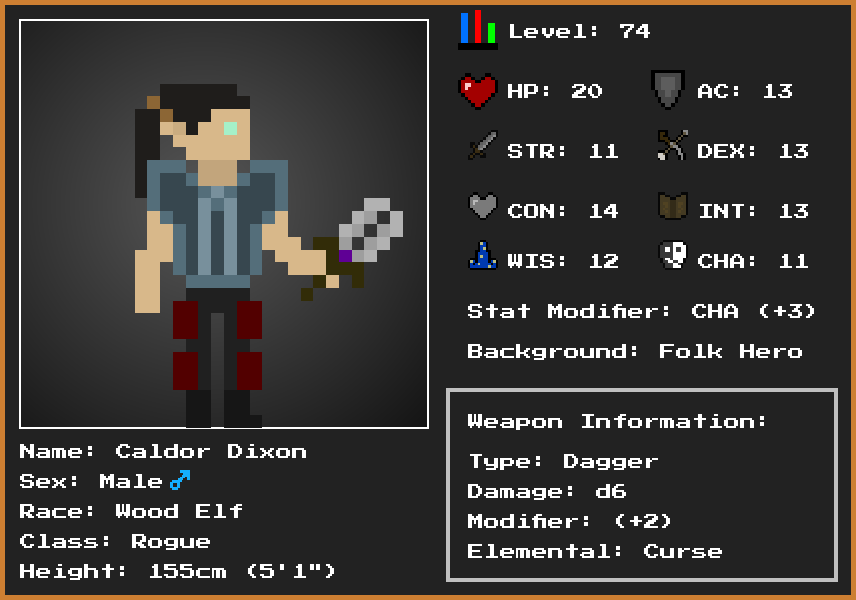 Level: 74
HP: 20 AC: 13
STR: 11 DEX: 13
CON: 14 INT: 13
WIS: 12 CHA: 11
Stat Modifier: CHA (+3)
Background: Folk Hero
Weapon Information:
Type: Dagger
Damage: d6
Modifier: (+2)
Elemental: Curse
Name: Caldor Dixon
Sex: Male♂
Race: Wood Elf
Class: Rogue
Height: 155cm (5'1")